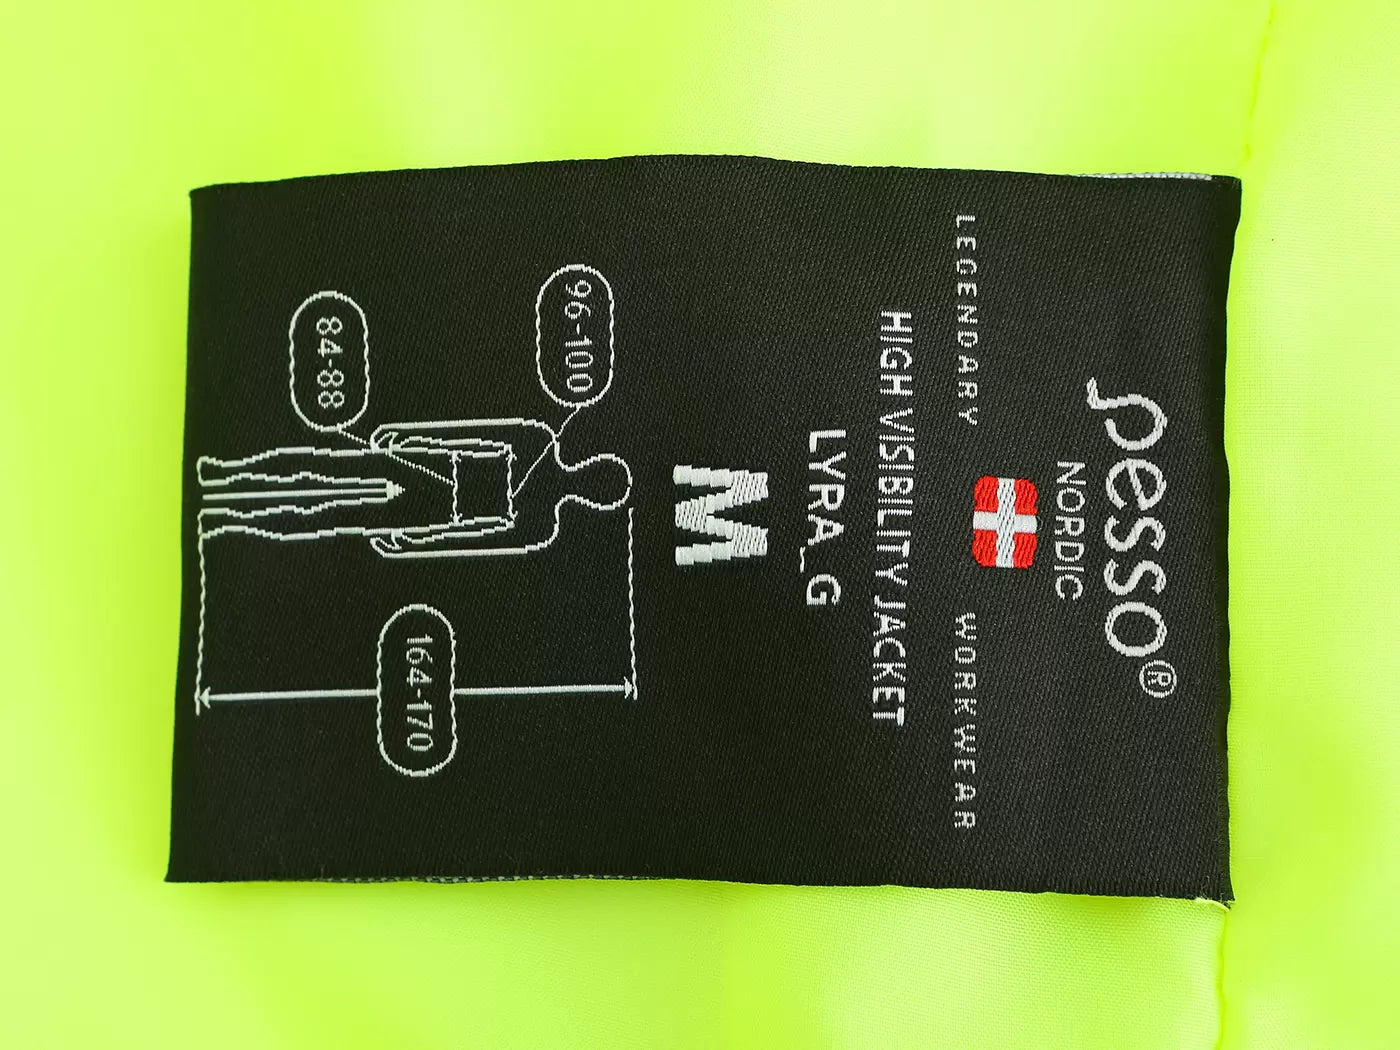 pesso®
NORDIC
LEGENDARY WORKWEAR
HIGH VISIBILITY JACKET
LYRA_G
M
96-100
84-88
164-170